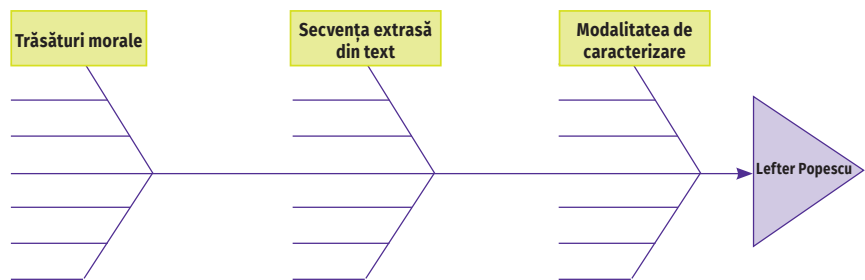 Trăsături morale
Secvența extrasă
din text
Modalitatea de
caracterizare
Lefter Popescu